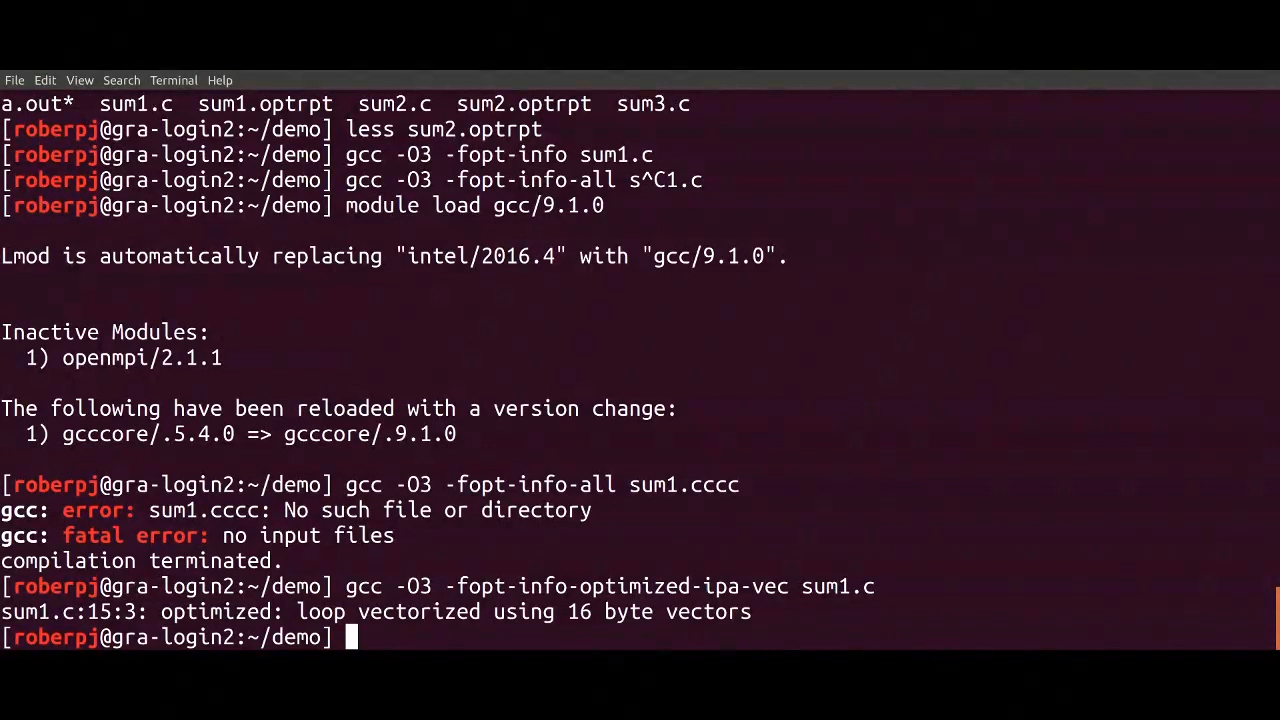 File Edit View Search Terminal Help
a.out* sum1.c sum1.optrpt sum2.c sum2.optrpt sum3.c
[roberpj@gra-login2:~/demo] less sum2.optrpt
[roberpj@gra-login2:~/demo] gcc -O3 -fopt-info sum1.c
[roberpj@gra-login2:~/demo] gcc -O3 -fopt-info-all s^C1.c
[roberpj@gra-login2:~/demo] module load gcc/9.1.0
Lmod is automatically replacing "intel/2016.4" with "gcc/9.1.0".
Inactive Modules:
1) openmpi/2.1.1
The following have been reloaded with a version change:
1) gcccore/.5.4.0 => gcccore/.9.1.0
[roberpj@gra-login2:~/demo] gcc -O3 -fopt-info-all sum1.cccc
gcc: error: sum1.cccc: No such file or directory
gcc: fatal error: no input files
compilation terminated.
[roberpj@gra-login2:~/demo] gcc -O3 -fopt-info-optimized-ipa-vec sum1.c
sum1.c:15:3: optimized: loop vectorized using 16 byte vectors
[roberpj@gra-login2:~/demo]